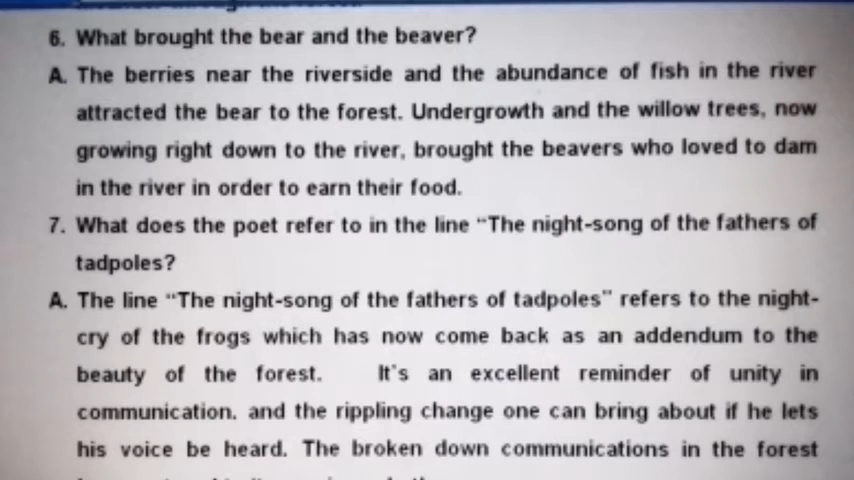 6. What brought the bear and the beaver?
A. The berries near the riverside and the abundance of fish in the river
attracted the bear to the forest. Undergrowth and the willow trees, now
growing right down to the river, brought the beavers who loved to dam
in the river in order to earn their food.
7. What does the poet refer to in the line “The night-song of the fathers of
tadpoles?
A. The line “The night-song of the fathers of tadpoles” refers to the night-
cry of the frogs which has now come back as an addendum to the
beauty of the forest. It's an excellent reminder of unity in
communication. and the rippling change one can bring about if he lets
his voice be heard. The broken down communications in the forest